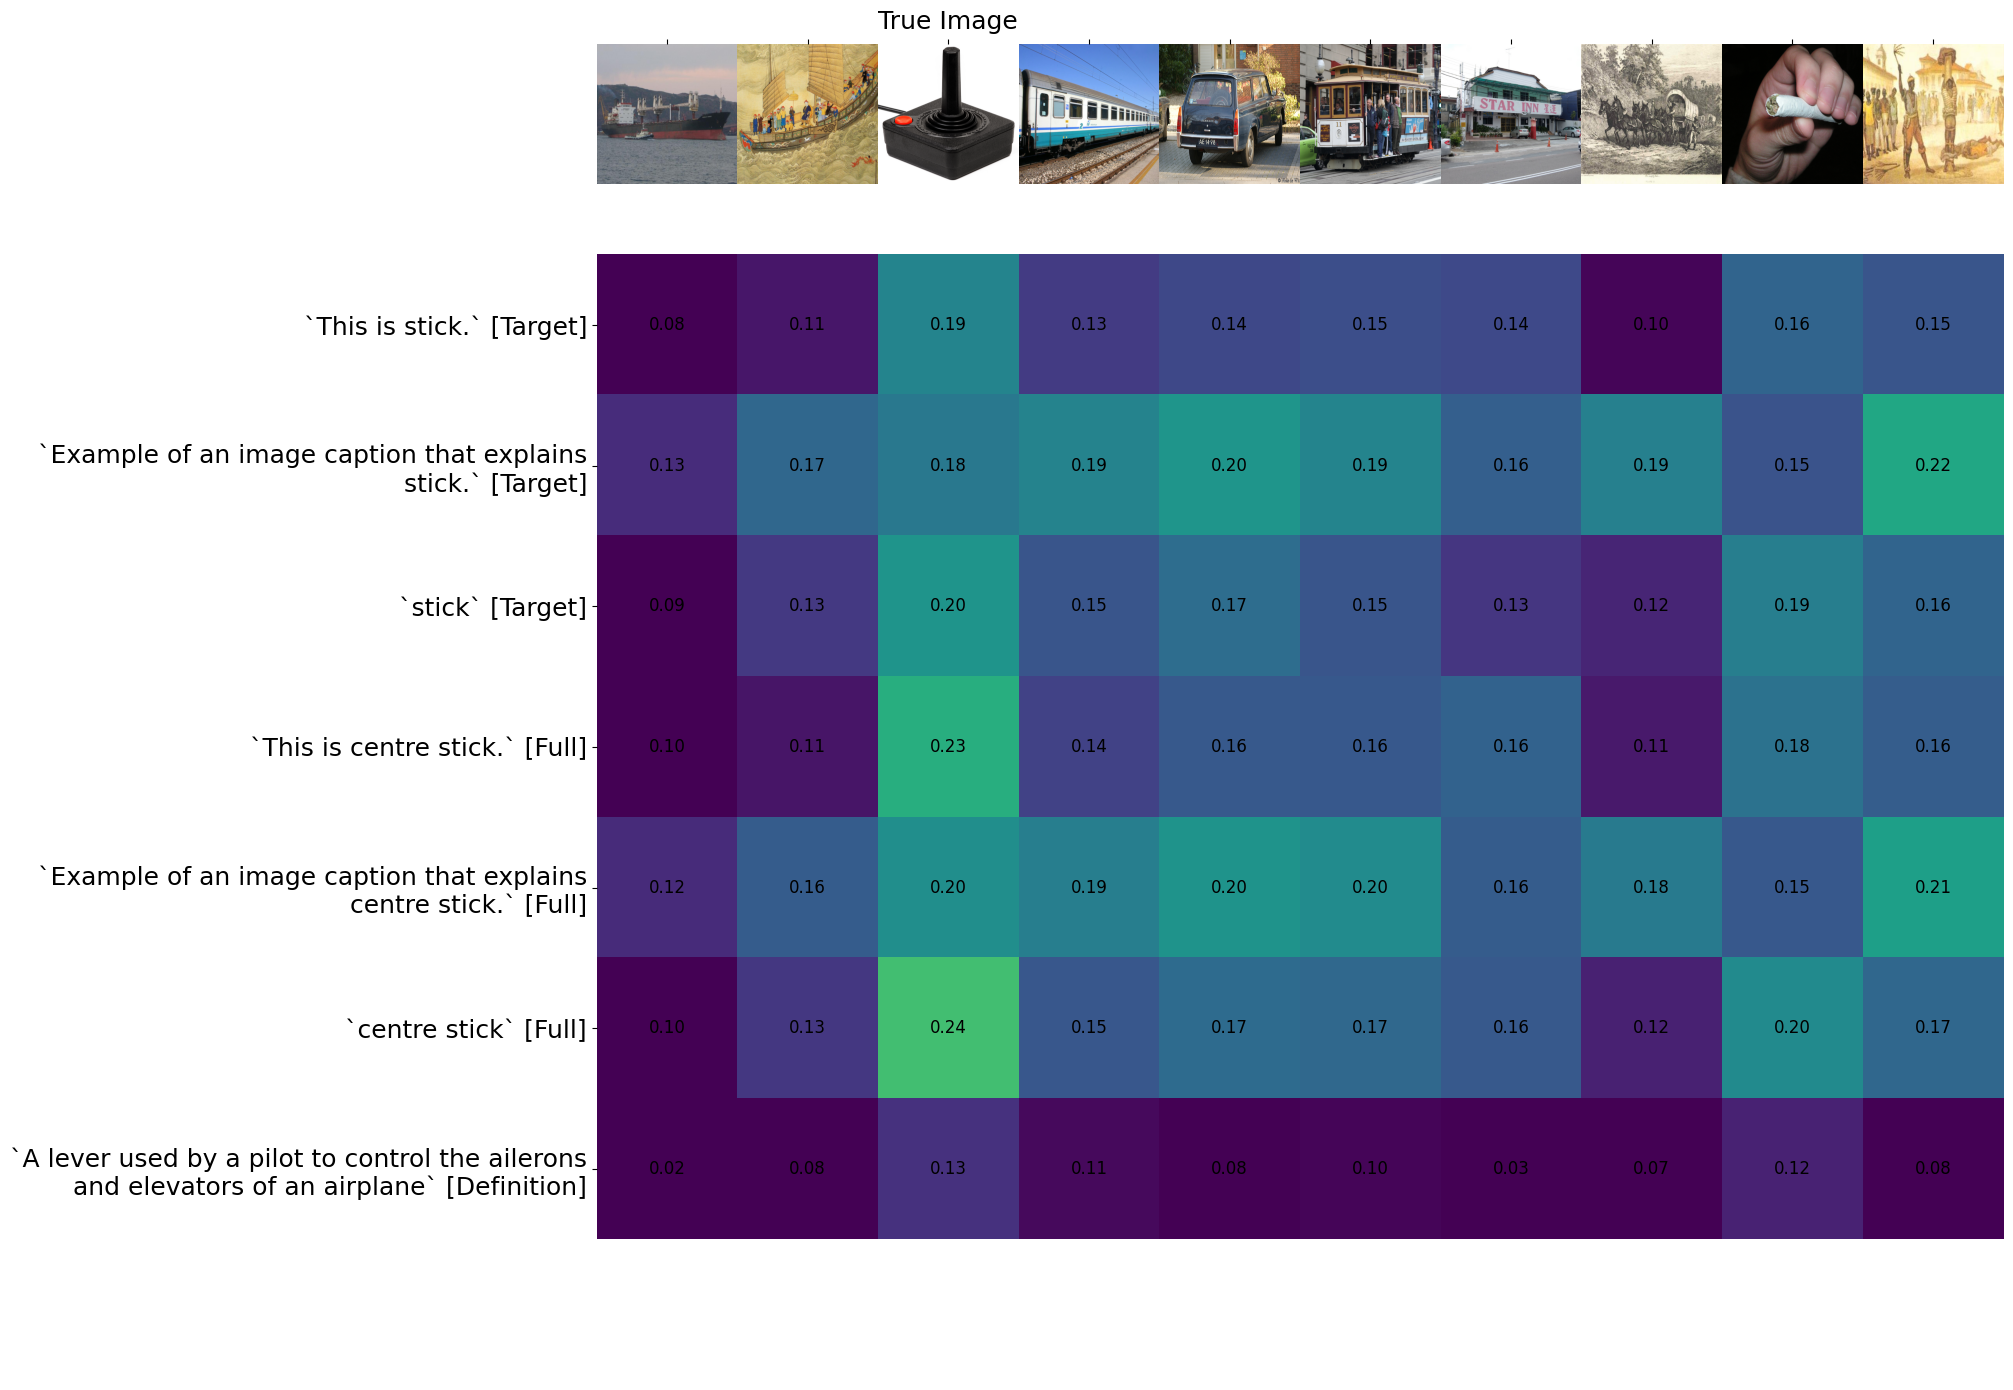 True Image
STAR INN
`This is stick.` [Target]
0.08 0.11 0.19 0.13 0.14 0.15 0.14 0.10 0.16 0.15
`Example of an image caption that explains
stick.` [Target]
0.13 0.17 0.18 0.19 0.20 0.19 0.16 0.19 0.15 0.22
`stick` [Target]
0.09 0.13 0.20 0.15 0.17 0.15 0.13 0.12 0.19 0.16
`This is centre stick.` [Full]
0.10 0.11 0.23 0.14 0.16 0.16 0.16 0.11 0.18 0.16
`Example of an image caption that explains
centre stick.` [Full]
0.12 0.16 0.20 0.19 0.20 0.20 0.16 0.18 0.15 0.21
`centre stick` [Full]
0.10 0.13 0.24 0.15 0.17 0.17 0.16 0.12 0.20 0.17
`A lever used by a pilot to control the ailerons
and elevators of an airplane` [Definition]
0.02 0.08 0.13 0.11 0.08 0.10 0.03 0.07 0.12 0.08